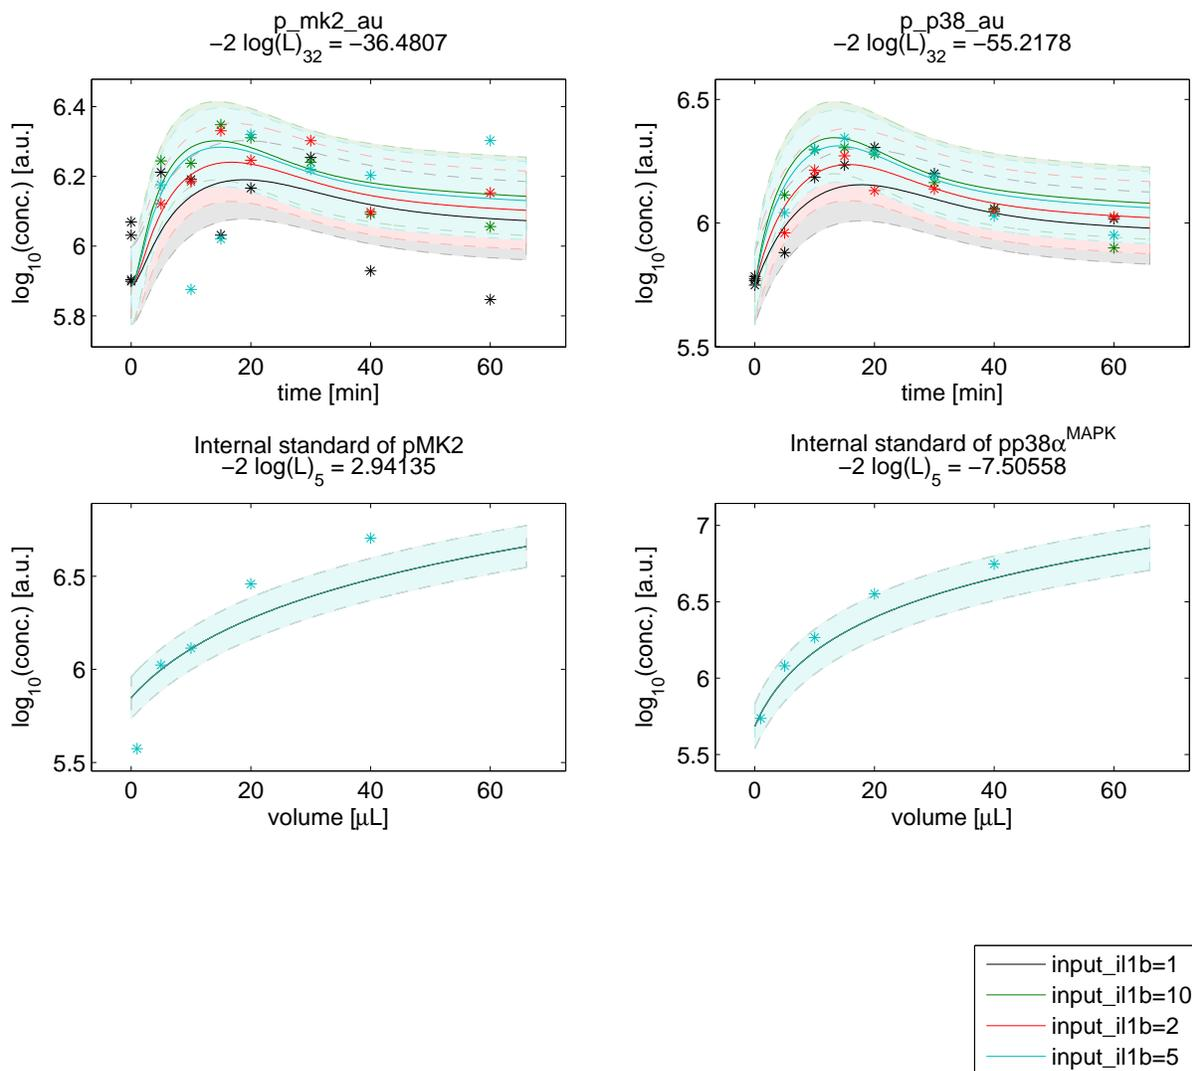 p_mk2_au
−2 log(L)32 = −36.4807
6.4
6.2
6
5.8
log10(conc.) [a.u.]
0 20 40 60
time [min]
p_p38_au
−2 log(L)32 = −55.2178
6.5
6
5.5
log10(conc.) [a.u.]
0 20 40 60
time [min]
Internal standard of pMK2
−2 log(L)5 = 2.94135
6.5
6
5.5
log10(conc.) [a.u.]
0 20 40 60
volume [μL]
Internal standard of pp38αMAPK
−2 log(L)5 = −7.50558
7
6.5
6
5.5
log10(conc.) [a.u.]
0 20 40 60
volume [μL]
input_il1b=1
input_il1b=10
input_il1b=2
input_il1b=5